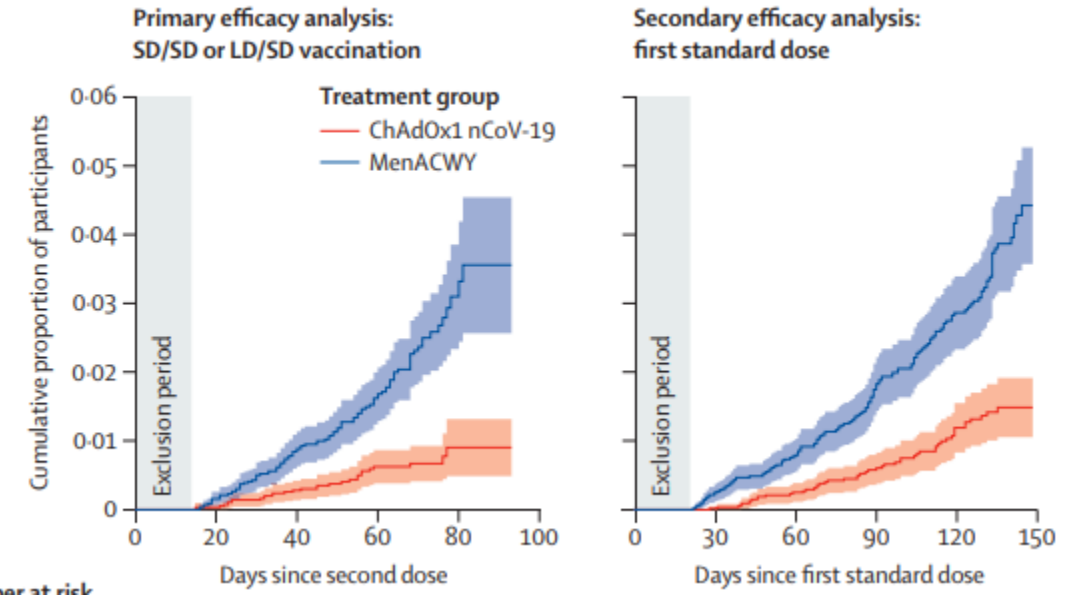 Primary efficacy analysis:
SD/SD or LD/SD vaccination
Secondary efficacy analysis:
first standard dose
Treatment group
ChAdOx1 nCoV-19
MenACWY
Cumulative proportion of participants
0·06
0·05
0·04
0·03
0·02
0·01
0
Exclusion period
0 20 40 60 80 100
Days since second dose
Exclusion period
0 30 60 90 120 150
Days since first standard dose
at risk